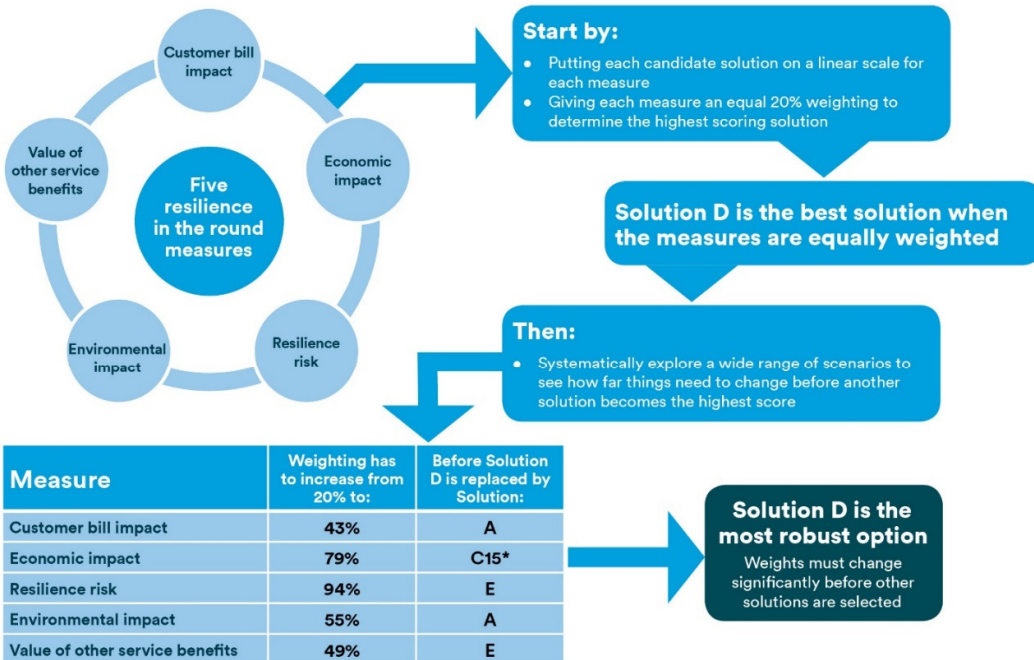 Customer bill
impact
Economic
impact
Resilience
risk
Environmental
impact
Value of
other service
benefits
Five
resilience
in the round
measures
Start by:
• Putting each candidate solution on a linear scale for
each measure
• Giving each measure an equal 20% weighting to
determine the highest scoring solution
Solution D is the best solution when
the measures are equally weighted
Then:
• Systematically explore a wide range of scenarios to
see how far things need to change before another
solution becomes the highest score
Measure
Weighting has
to increase from
20% to:
Before Solution
D is replaced by
Solution:
Customer bill impact 43% A
Economic impact 79% C15*
Resilience risk 94% E
Environmental impact 55% A
Value of other service benefits 49% E
Solution D is the
most robust option
Weights must change
significantly before other
solutions are selected